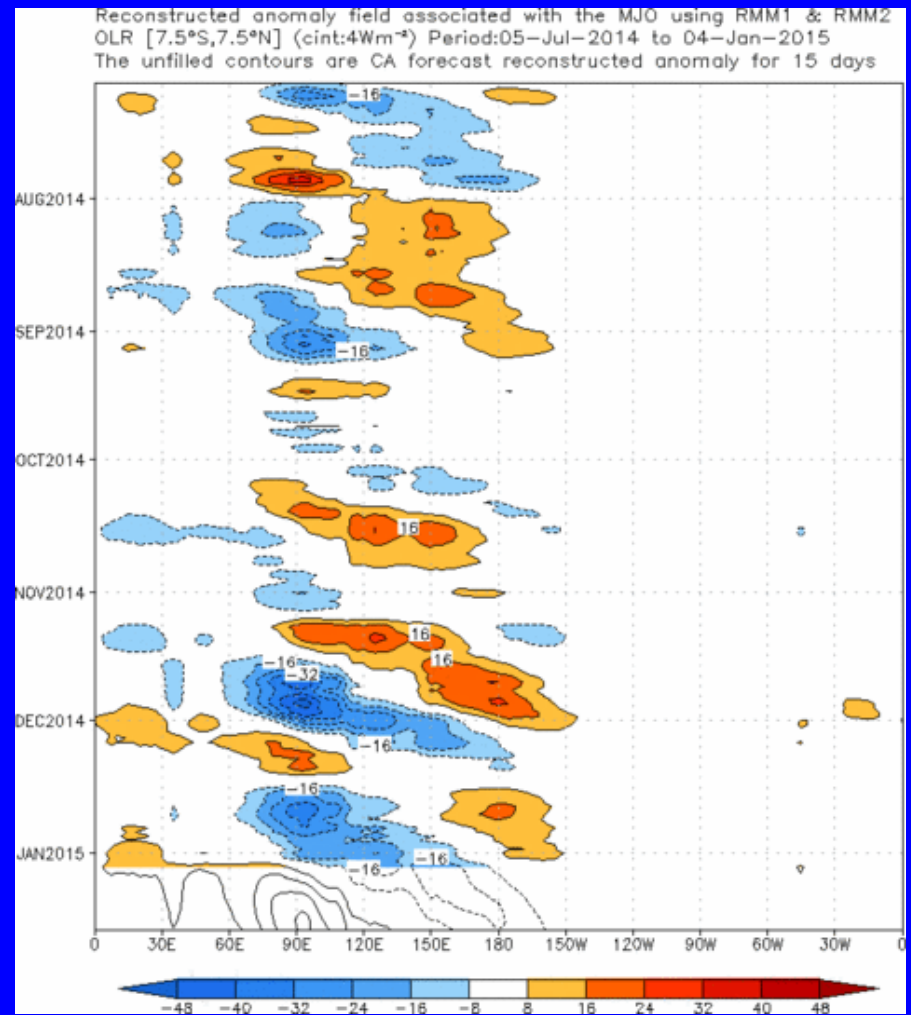 Reconstructed anomaly field associated with the MJO using RMM1 & RMM2
OLR [7.5°S,7.5°N] (cint:4Wm⁻²) Period:05-Jul-2014 to 04-Jan-2015
The unfilled contours are CA forecast reconstructed anomaly for 15 days
-16
AUG2014
SEP2014
-16
OCT2014
16
NOV2014
16
16
-16
-32
DEC2014
-16
-16
JAN2015
-16
-16
0 30E 60E 90E 120E 150E 180 150W 120W 90W 60W 30W 0
-48 -40 -32 -24 -16 -8 8 16 24 32 40 48